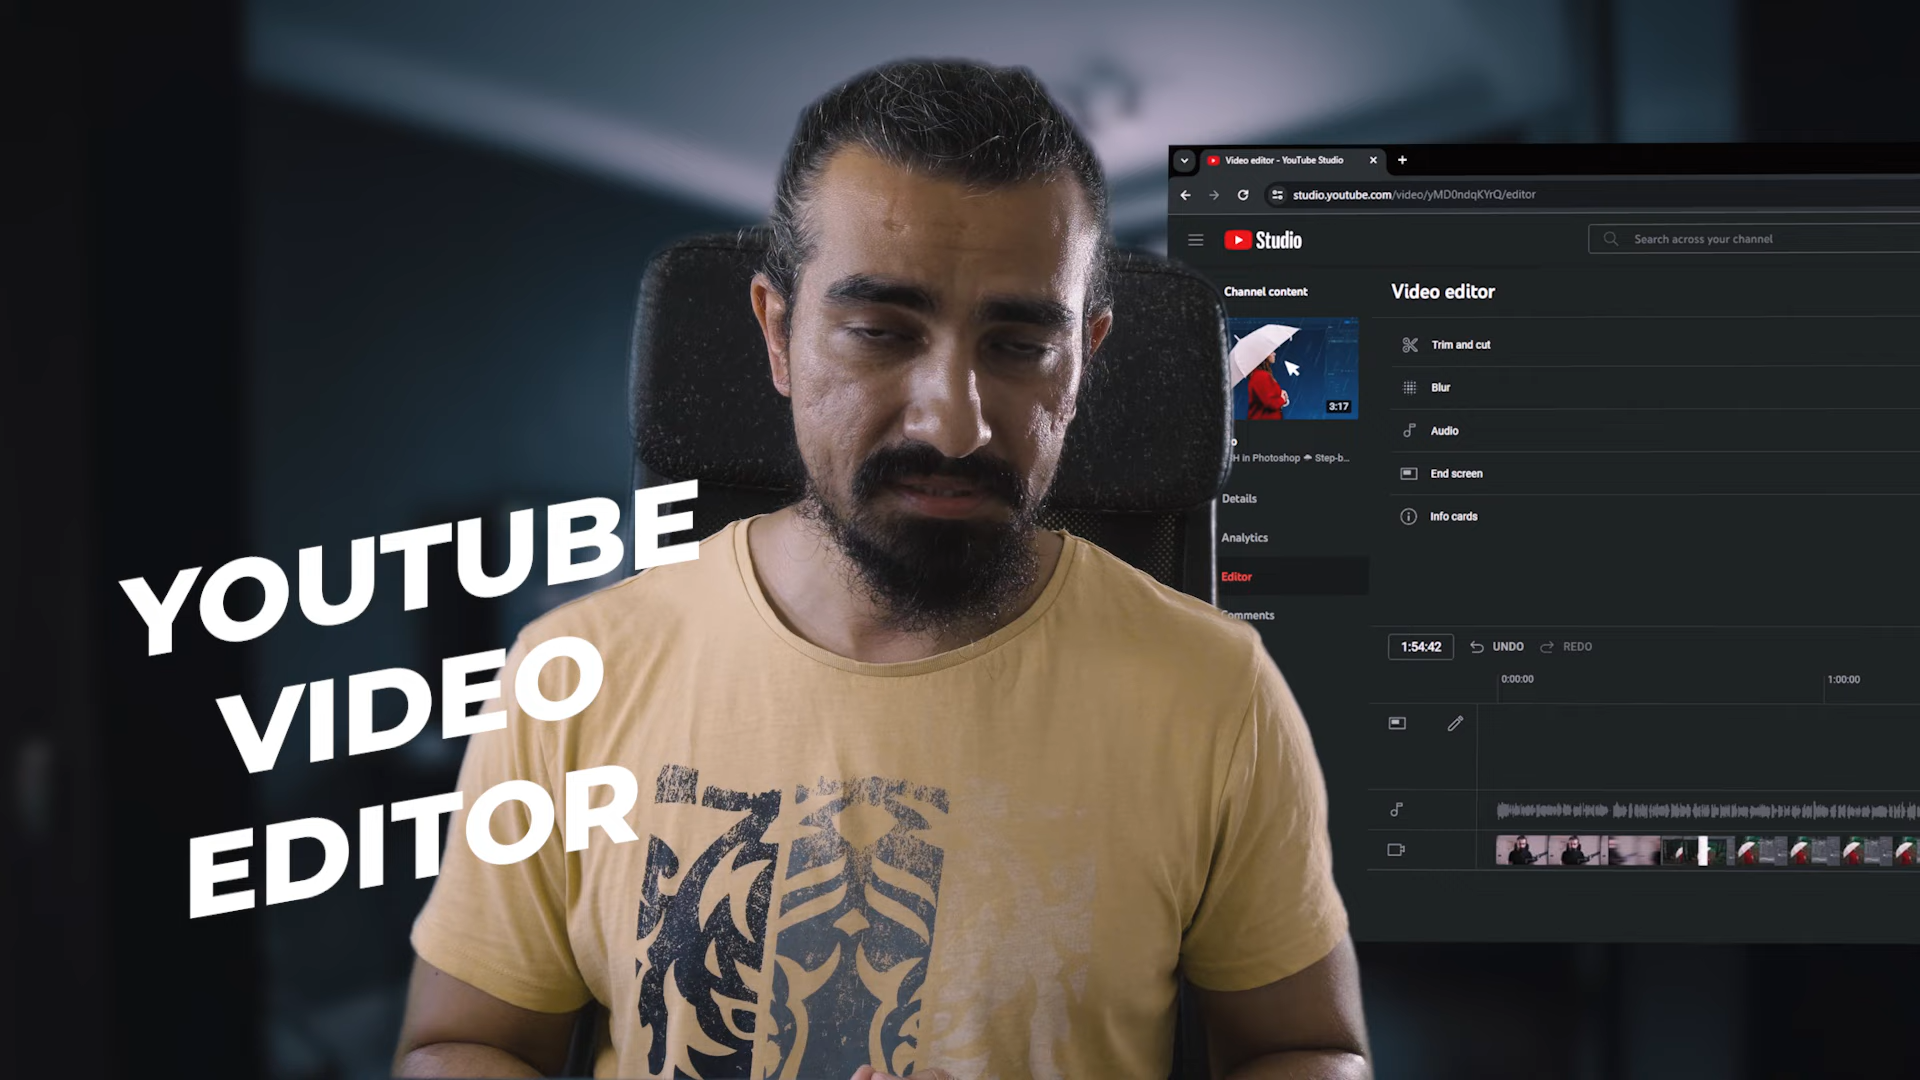 YOUTUBE
VIDEO
EDITOR
Video editor - YouTube Studio
studio.youtube.com/video/yMD0ndqKYrQ/editor
Studio
Search across your channel
Channel content
3:17
o
H in Photoshop ☁ Step-b...
Details
Analytics
Editor
Comments
Video editor
Trim and cut
Blur
Audio
End screen
Info cards
1:54:42 UNDO REDO
0:00:00 1:00:00